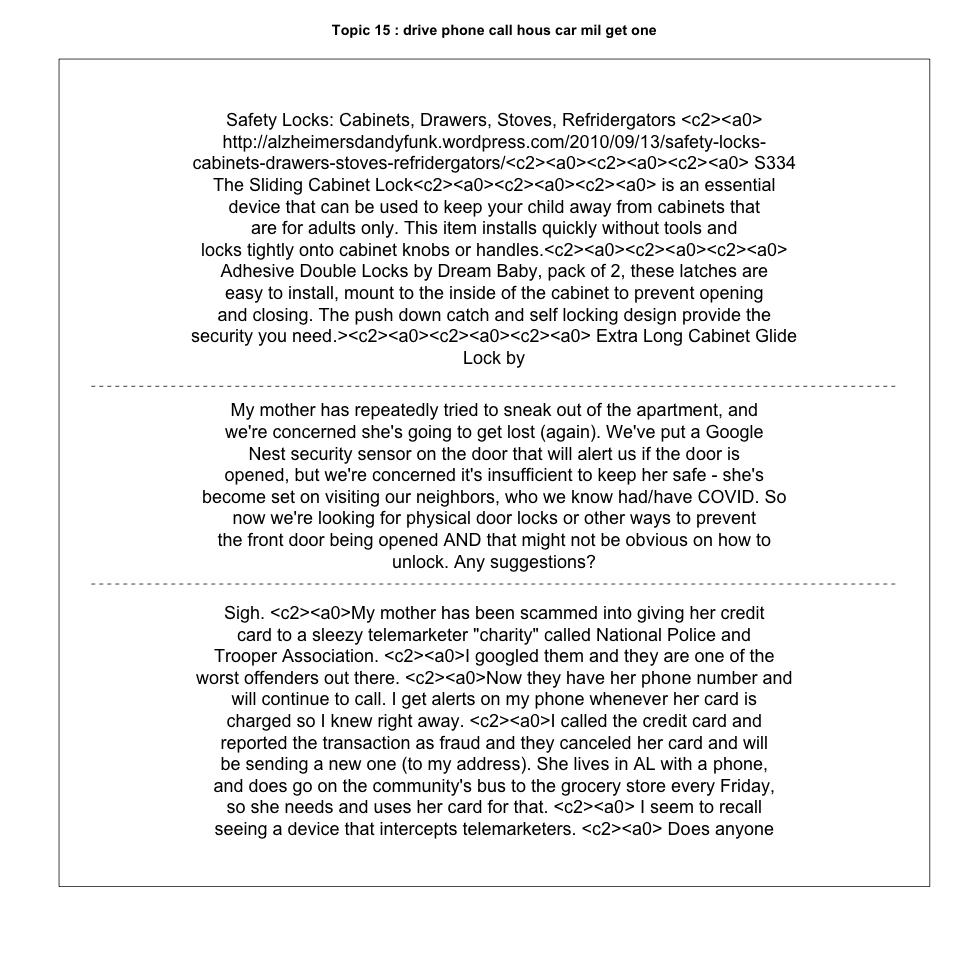 Topic 15 : drive phone call hous car mil get one
Safety Locks: Cabinets, Drawers, Stoves, Refridergators <c2><a0>
http://alzheimersdandyfunk.wordpress.com/2010/09/13/safety-locks-
cabinets-drawers-stoves-refridergators/<c2><a0><c2><a0><c2><a0> S334
The Sliding Cabinet Lock<c2><a0><c2><a0><c2><a0> is an essential
device that can be used to keep your child away from cabinets that
are for adults only. This item installs quickly without tools and
locks tightly onto cabinet knobs or handles.<c2><a0><c2><a0><c2><a0>
Adhesive Double Locks by Dream Baby, pack of 2, these latches are
easy to install, mount to the inside of the cabinet to prevent opening
and closing. The push down catch and self locking design provide the
security you need.><c2><a0><c2><a0><c2><a0> Extra Long Cabinet Glide
Lock by
My mother has repeatedly tried to sneak out of the apartment, and
we're concerned she's going to get lost (again). We've put a Google
Nest security sensor on the door that will alert us if the door is
opened, but we're concerned it's insufficient to keep her safe - she's
become set on visiting our neighbors, who we know had/have COVID. So
now we're looking for physical door locks or other ways to prevent
the front door being opened AND that might not be obvious on how to
unlock. Any suggestions?
Sigh. <c2><a0>My mother has been scammed into giving her credit
card to a sleezy telemarketer "charity" called National Police and
Trooper Association. <c2><a0>I googled them and they are one of the
worst offenders out there. <c2><a0>Now they have her phone number and
will continue to call. I get alerts on my phone whenever her card is
charged so I knew right away. <c2><a0>I called the credit card and
reported the transaction as fraud and they canceled her card and will
be sending a new one (to my address). She lives in AL with a phone,
and does go on the community's bus to the grocery store every Friday,
so she needs and uses her card for that. <c2><a0> I seem to recall
seeing a device that intercepts telemarketers. <c2><a0> Does anyone